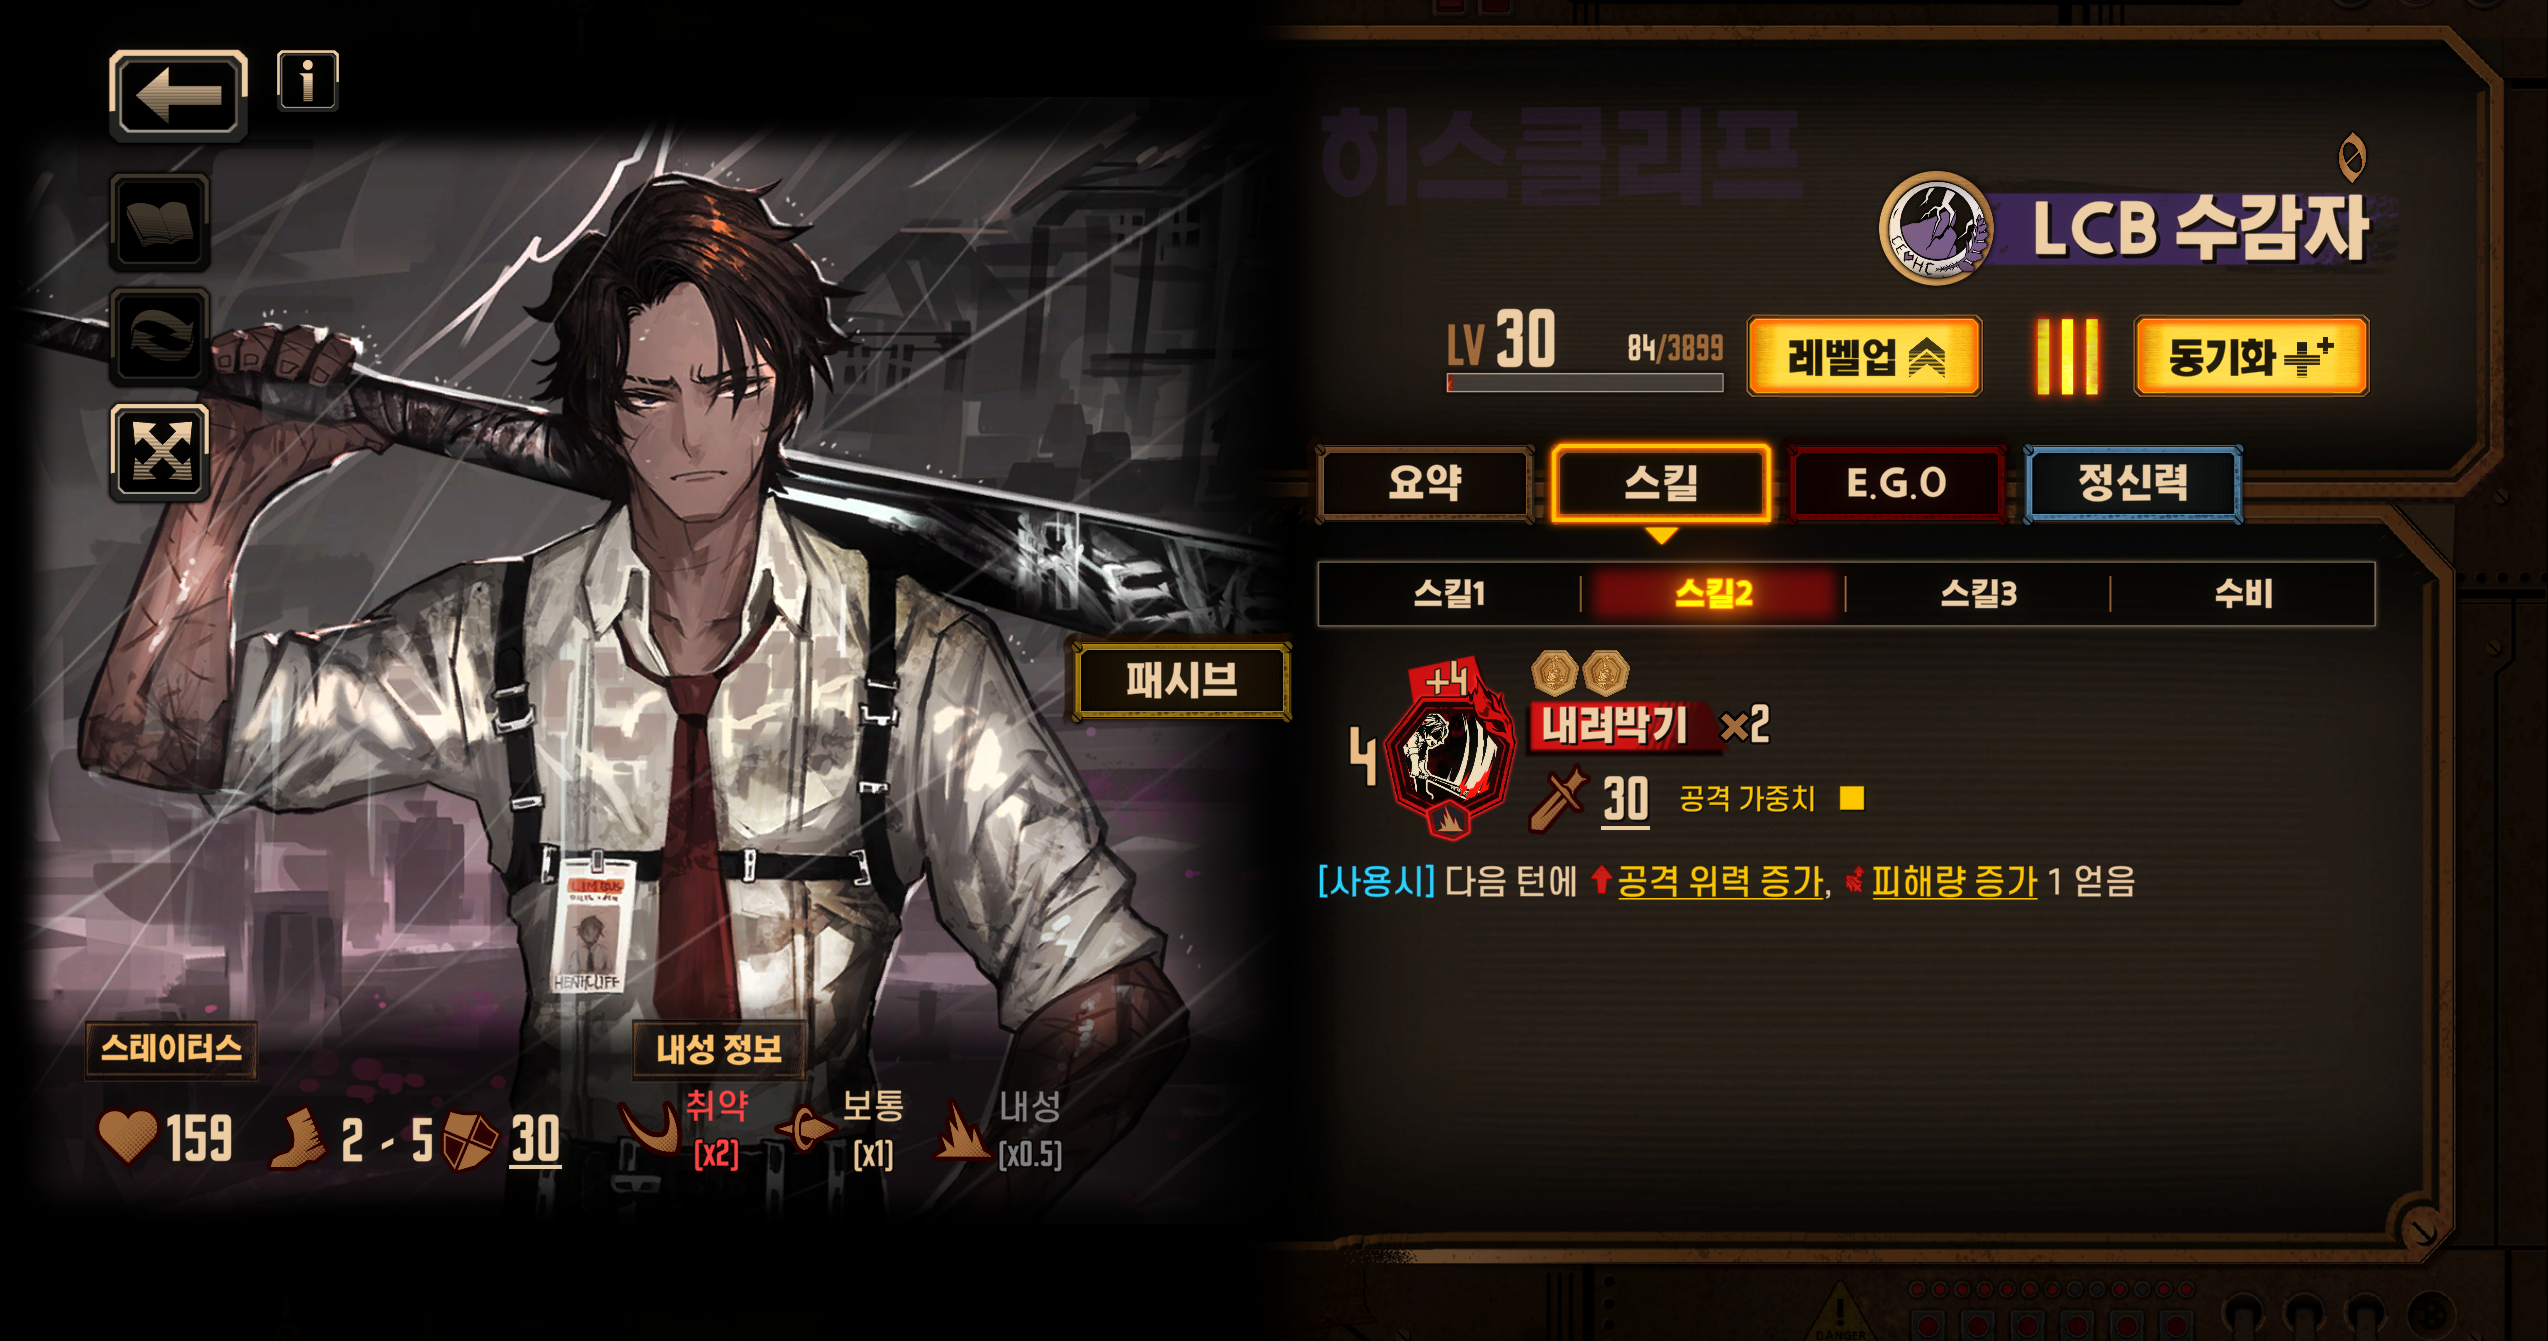 히스클리프
LCB 수감자
LV 30 84/3899 레벨업 동기화
요약 스킬 E.G.O 정신력
스킬1 스킬2 스킬3 수비
+4
4 내려박기 ×2
30 공격 가중치
[사용시] 다음 턴에 공격 위력 증가, 피해량 증가 1 얻음
패시브
LIMBUS
HEATHCLIFF
스테이터스
159 2 - 5 30
내성 정보
취약 [x2]
보통 [x1]
내성 [x0.5]
DANGER